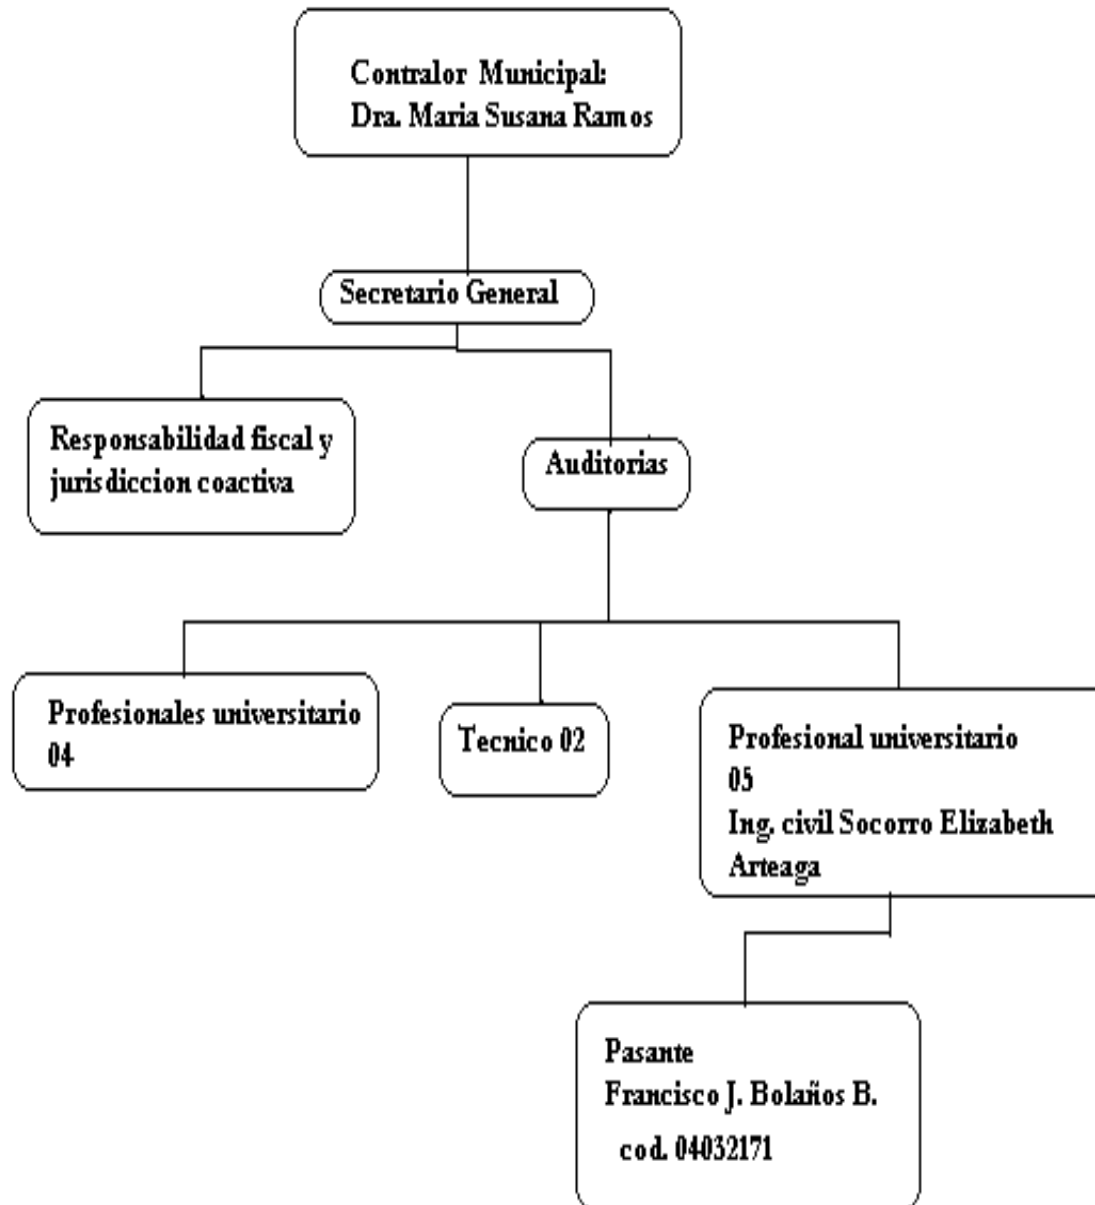 Contralor Municipal:
Dra. Maria Susana Ramos
Secretario General
Responsabilidad fiscal y
jurisdiccion coactiva
Auditorias
Profesionales universitario
04
Tecnico 02
Profesional universitario
05
Ing. civil Socorro Elizabeth
Arteaga
Pasante
Francisco J. Bolaños B.
cod. 04032171